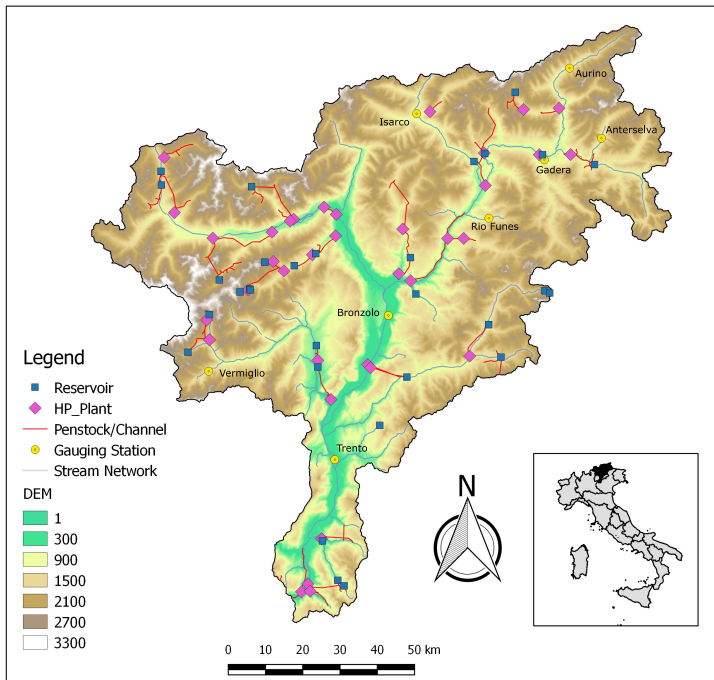 Aurino
Isarco
Anterselva
Gadera
Rio Funes
Bronzolo
Vermiglio
Trento
Legend
Reservoir
HP_Plant
Penstock/Channel
Gauging Station
Stream Network
DEM
1
300
900
1500
2100
2700
3300
N
0 10 20 30 40 50 km